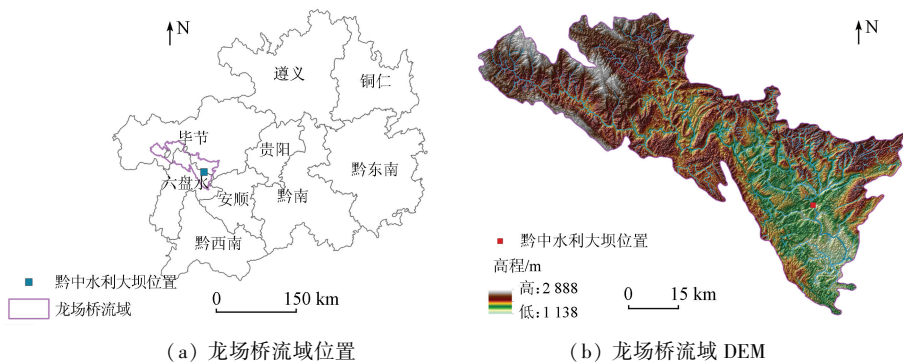 N
遵义
铜仁
毕节
贵阳
黔东南
六盘水
安顺
黔南
黔西南
黔中水利大坝位置
龙场桥流域
0 150 km
(a) 龙场桥流域位置
N
黔中水利大坝位置
高程/m
高:2 888
低:1 138
0 15 km
(b) 龙场桥流域 DEM